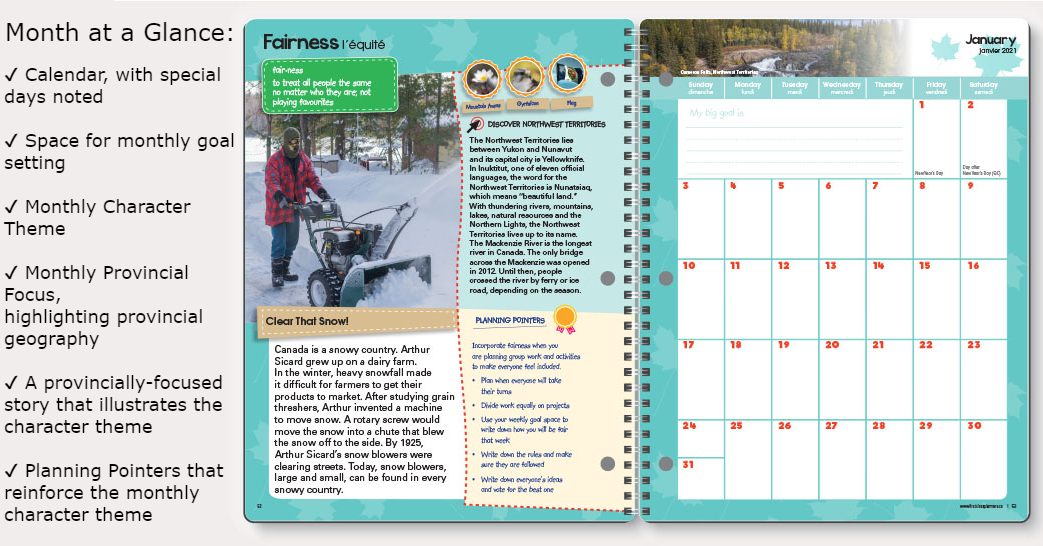 Month at a Glance:
✓ Calendar, with special
days noted
✓ Space for monthly goal
setting
✓ Monthly Character
Theme
✓ Monthly Provincial
Focus,
highlighting provincial
geography
✓ A provincially-focused
story that illustrates the
character theme
✓ Planning Pointers that
reinforce the monthly
character theme
Fairness l'équité
fair·ness
to treat all people the same
no matter who they are; not
playing favourites
Mountain Avens
Gyrfalcon
Flag
DISCOVER NORTHWEST TERRITORIES
The Northwest Territories lies
between Yukon and Nunavut
and its capital city is Yellowknife.
In Inuktitut, one of eleven official
languages, the word for the
Northwest Territories is Nunatsiaq,
which means "beautiful land."
With thundering rivers, mountains,
lakes, natural resources and the
Northern Lights, the Northwest
Territories lives up to its name.
The Mackenzie River is the longest
river in Canada. The only bridge
across the Mackenzie was opened
in 2012. Until then, people
crossed the river by ferry or ice
road, depending on the season.
Clear That Snow!
Canada is a snowy country. Arthur
Sicard grew up on a dairy farm.
In the winter, heavy snowfall made
it difficult for farmers to get their
products to market. After studying grain
threshers, Arthur invented a machine
to move snow. A rotary screw would
move the snow into a chute that blew
the snow off to the side. By 1925,
Arthur Sicard's snow blowers were
clearing streets. Today, snow blowers,
large and small, can be found in every
snowy country.
PLANNING POINTERS
Incorporate fairness when you
are planning group work and activities
to make everyone feel included.
• Plan when everyone will take
their turns
• Divide work equally on projects
• Use your weekly goal space to
write down how you will be fair
that week
• Write down the rules and make
sure they are followed
• Write down everyone's ideas
and vote for the best one
52
Cameron Falls, Northwest Territories
January
janvier 2021
Sunday Monday Tuesday Wednesday Thursday Friday Saturday
dimanche lundi mardi mercredi jeudi vendredi samedi
My big goal is
1 2
New Year's Day
Day after
New Year's Day (QC)
3 4 5 6 7 8 9
10 11 12 13 14 15 16
17 18 19 20 21 22 23
24 25 26 27 28 29 30
31
53